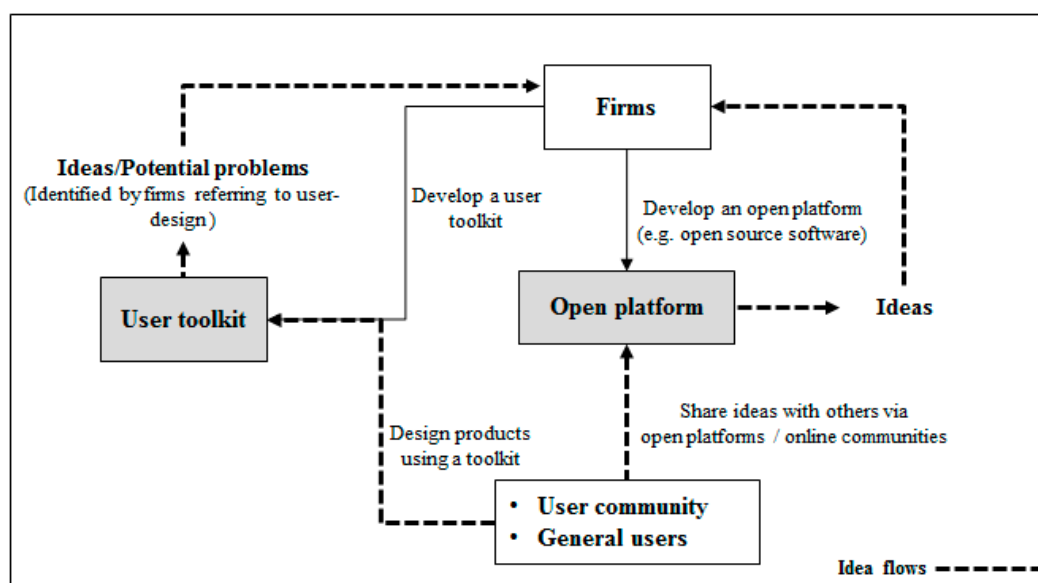 Firms
Ideas/Potential problems
(Identified by firms referring to user-
design)
Develop a user
toolkit
Develop an open platform
(e.g. open source software)
User toolkit
Open platform
Ideas
Design products
using a toolkit
Share ideas with others via
open platforms / online communities
• User community
• General users
Idea flows